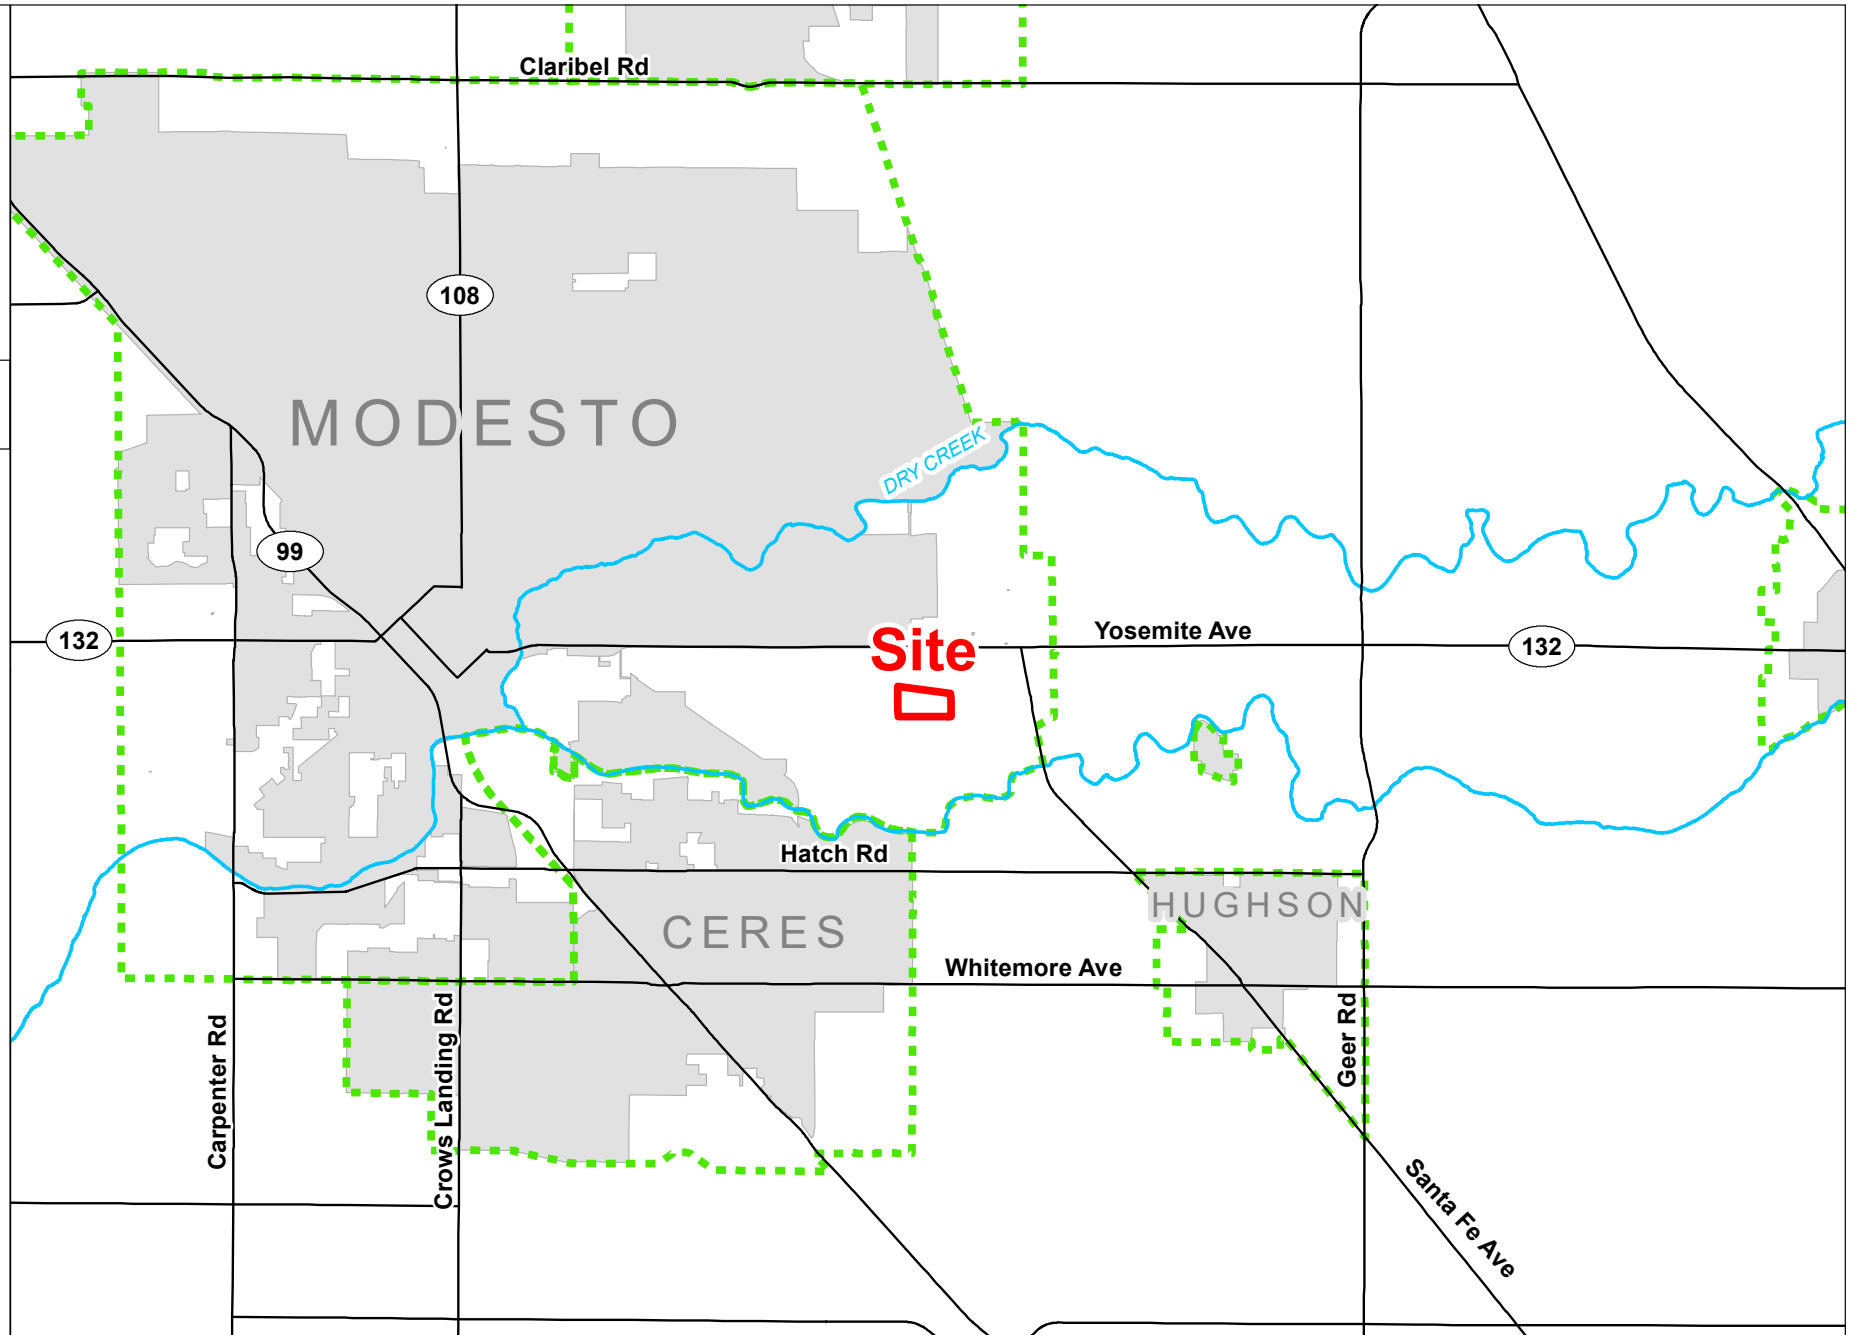 Claribel Rd
108
MODESTO
DRY CREEK
99
132
Site
Yosemite Ave
132
Hatch Rd
HUGHSON
CERES
Whitemore Ave
Carpenter Rd
Crows Landing Rd
Geer Rd
Santa Fe Ave